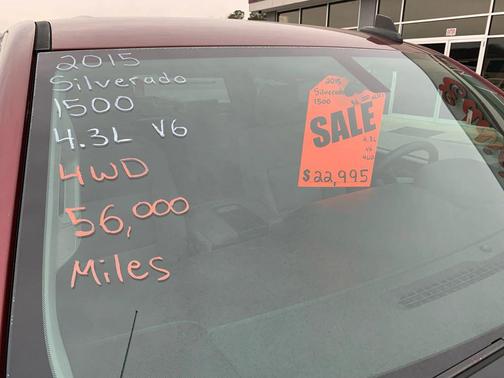 2015
Silverado
1500
4.3L V6
4WD
56,000
Miles
2015
Silverado
1500
SALE
4.3L
V6
4WD
$22,995